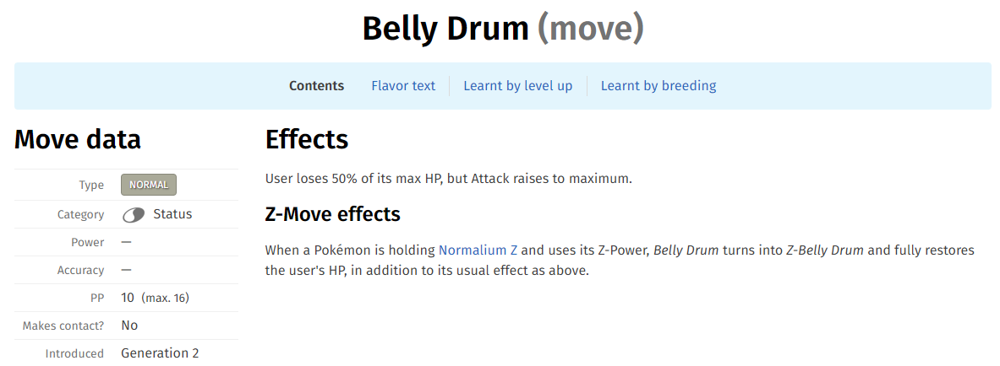 Belly Drum (move)
Contents
Flavor text
Learnt by level up
Learnt by breeding
Move data
Type NORMAL
Category Status
Power —
Accuracy —
PP 10 (max. 16)
Makes contact? No
Introduced Generation 2
Effects
User loses 50% of its max HP, but Attack raises to maximum.
Z-Move effects
When a Pokémon is holding Normalium Z and uses its Z-Power, Belly Drum turns into Z-Belly Drum and fully restores
the user's HP, in addition to its usual effect as above.